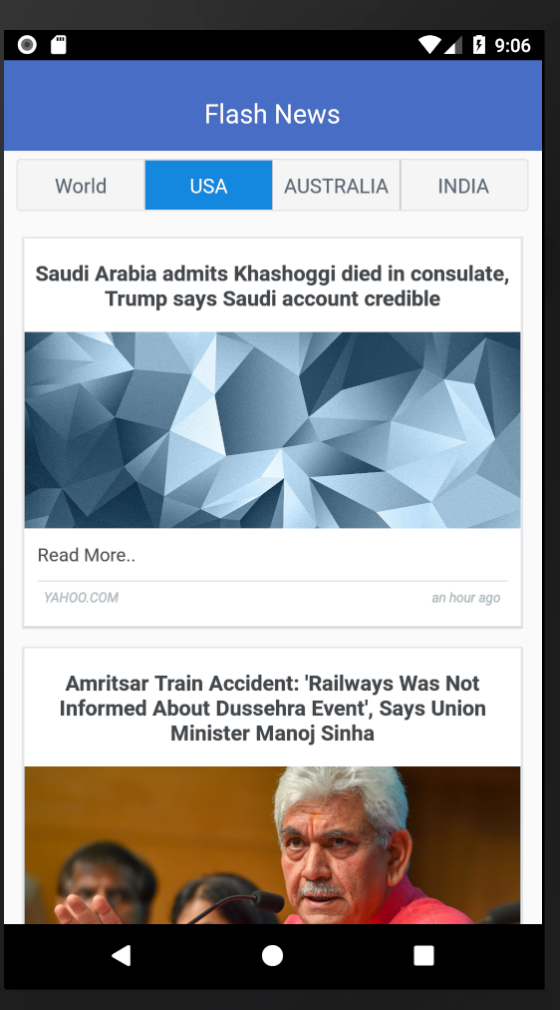 9:06
Flash News
World USA AUSTRALIA INDIA
Saudi Arabia admits Khashoggi died in consulate,
Trump says Saudi account credible
Read More..
YAHOO.COM an hour ago
Amritsar Train Accident: 'Railways Was Not
Informed About Dussehra Event', Says Union
Minister Manoj Sinha